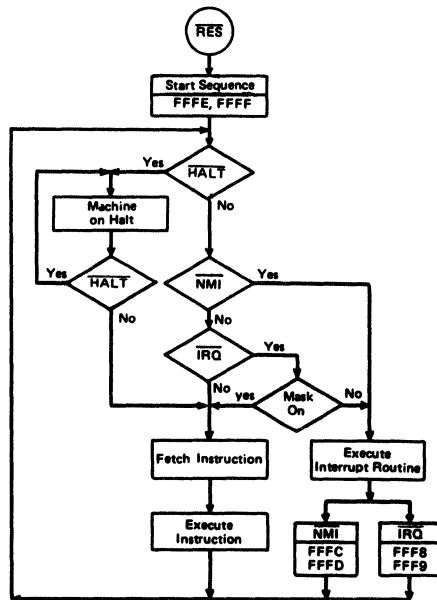 RES
Start Sequence
FFFE, FFFF
Yes
HALT
Machine
on Halt
No
Yes
HALT
NMI
Yes
No
No
IRQ
Yes
No
yes
Mask
On
No
Fetch Instruction
Execute
Interrupt Routine
Execute
Instruction
NMI
FFFC
FFFD
IRQ
FFF8
FFF9